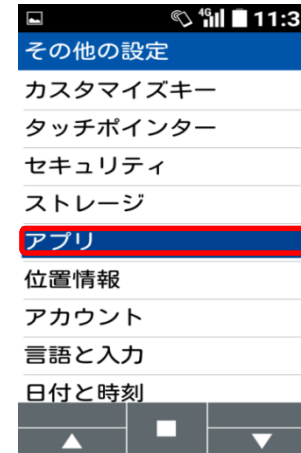 4G 11:3
その他の設定
カスタマイズキー
タッチポインター
セキュリティ
ストレージ
アプリ
位置情報
アカウント
言語と入力
日付と時刻